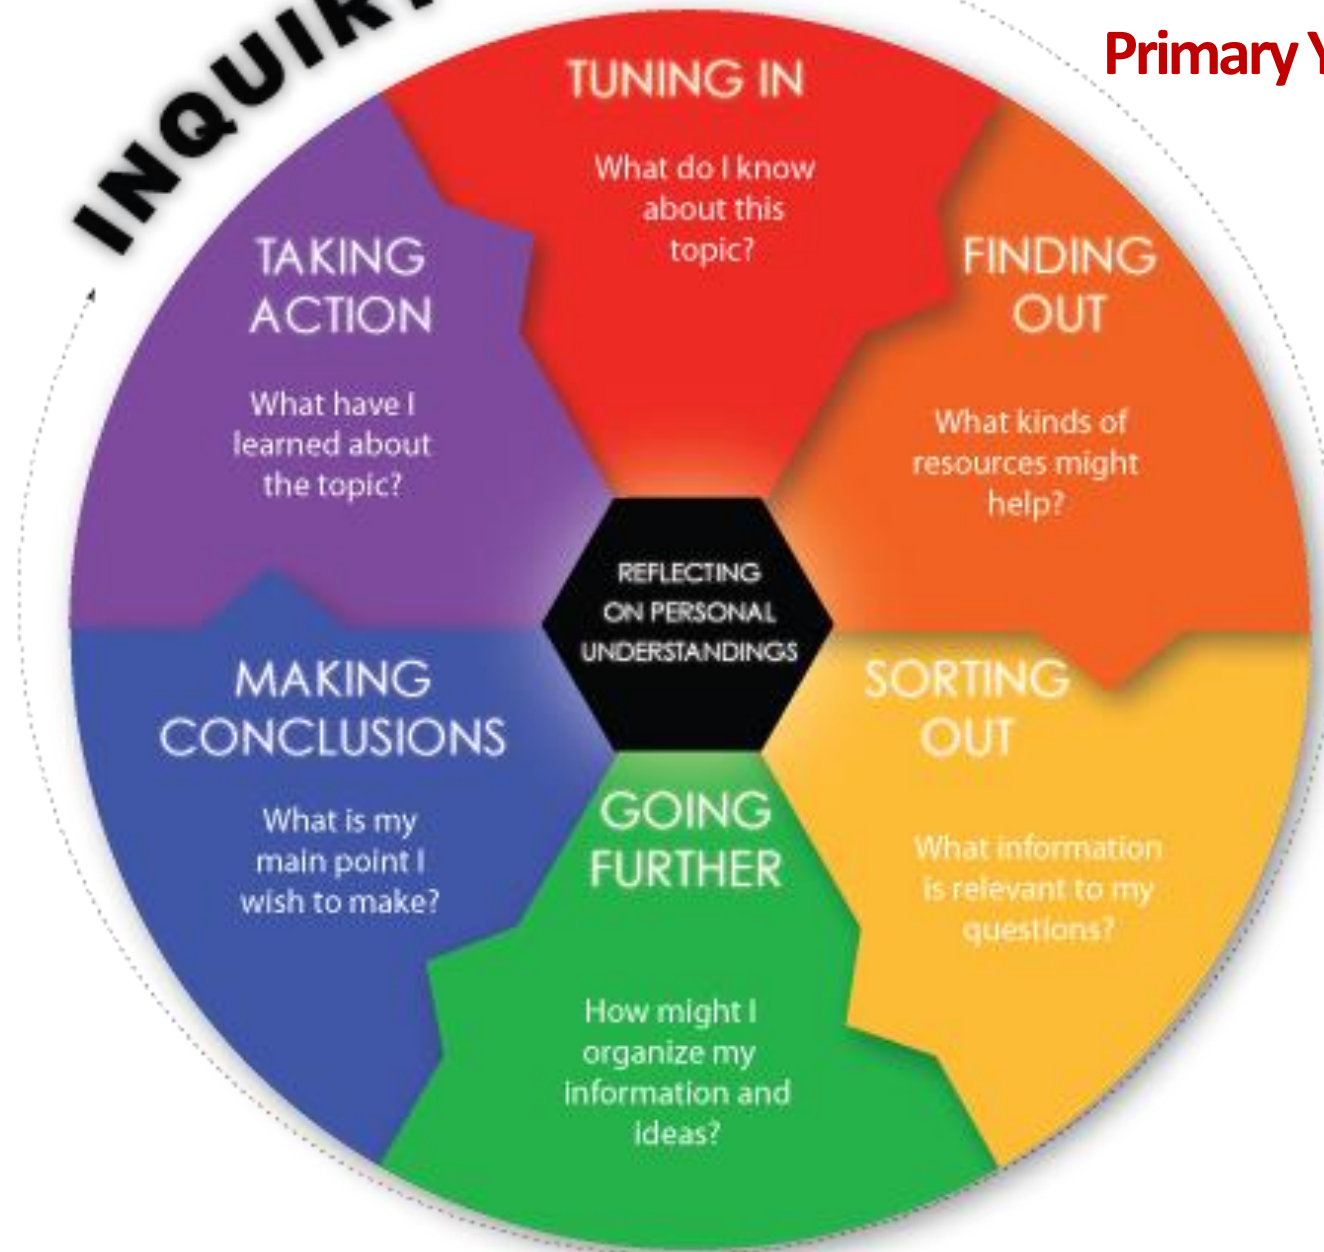 INQUIRY
Primary Y
TUNING IN
What do I know
about this
topic?
FINDING
OUT
What kinds of
resources might
help?
SORTING
OUT
What information
is relevant to my
questions?
GOING
FURTHER
How might I
organize my
information and
ideas?
MAKING
CONCLUSIONS
What is my
main point I
wish to make?
TAKING
ACTION
What have I
learned about
the topic?
REFLECTING
ON PERSONAL
UNDERSTANDINGS